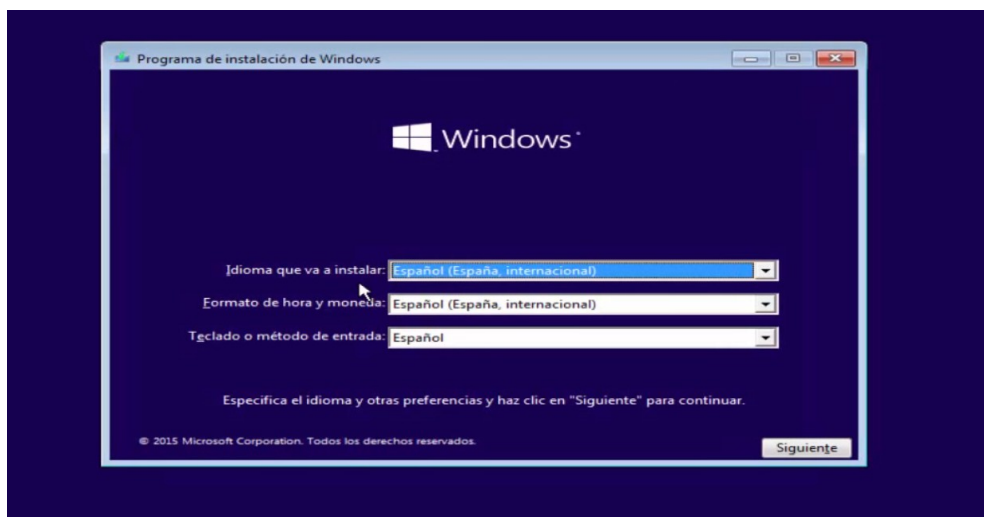 Programa de instalación de Windows
Windows
Idioma que va a instalar: Español (España, internacional)
Formato de hora y moneda: Español (España, internacional)
Teclado o método de entrada: Español
Especifica el idioma y otras preferencias y haz clic en "Siguiente" para continuar.
© 2015 Microsoft Corporation. Todos los derechos reservados.
Siguiente